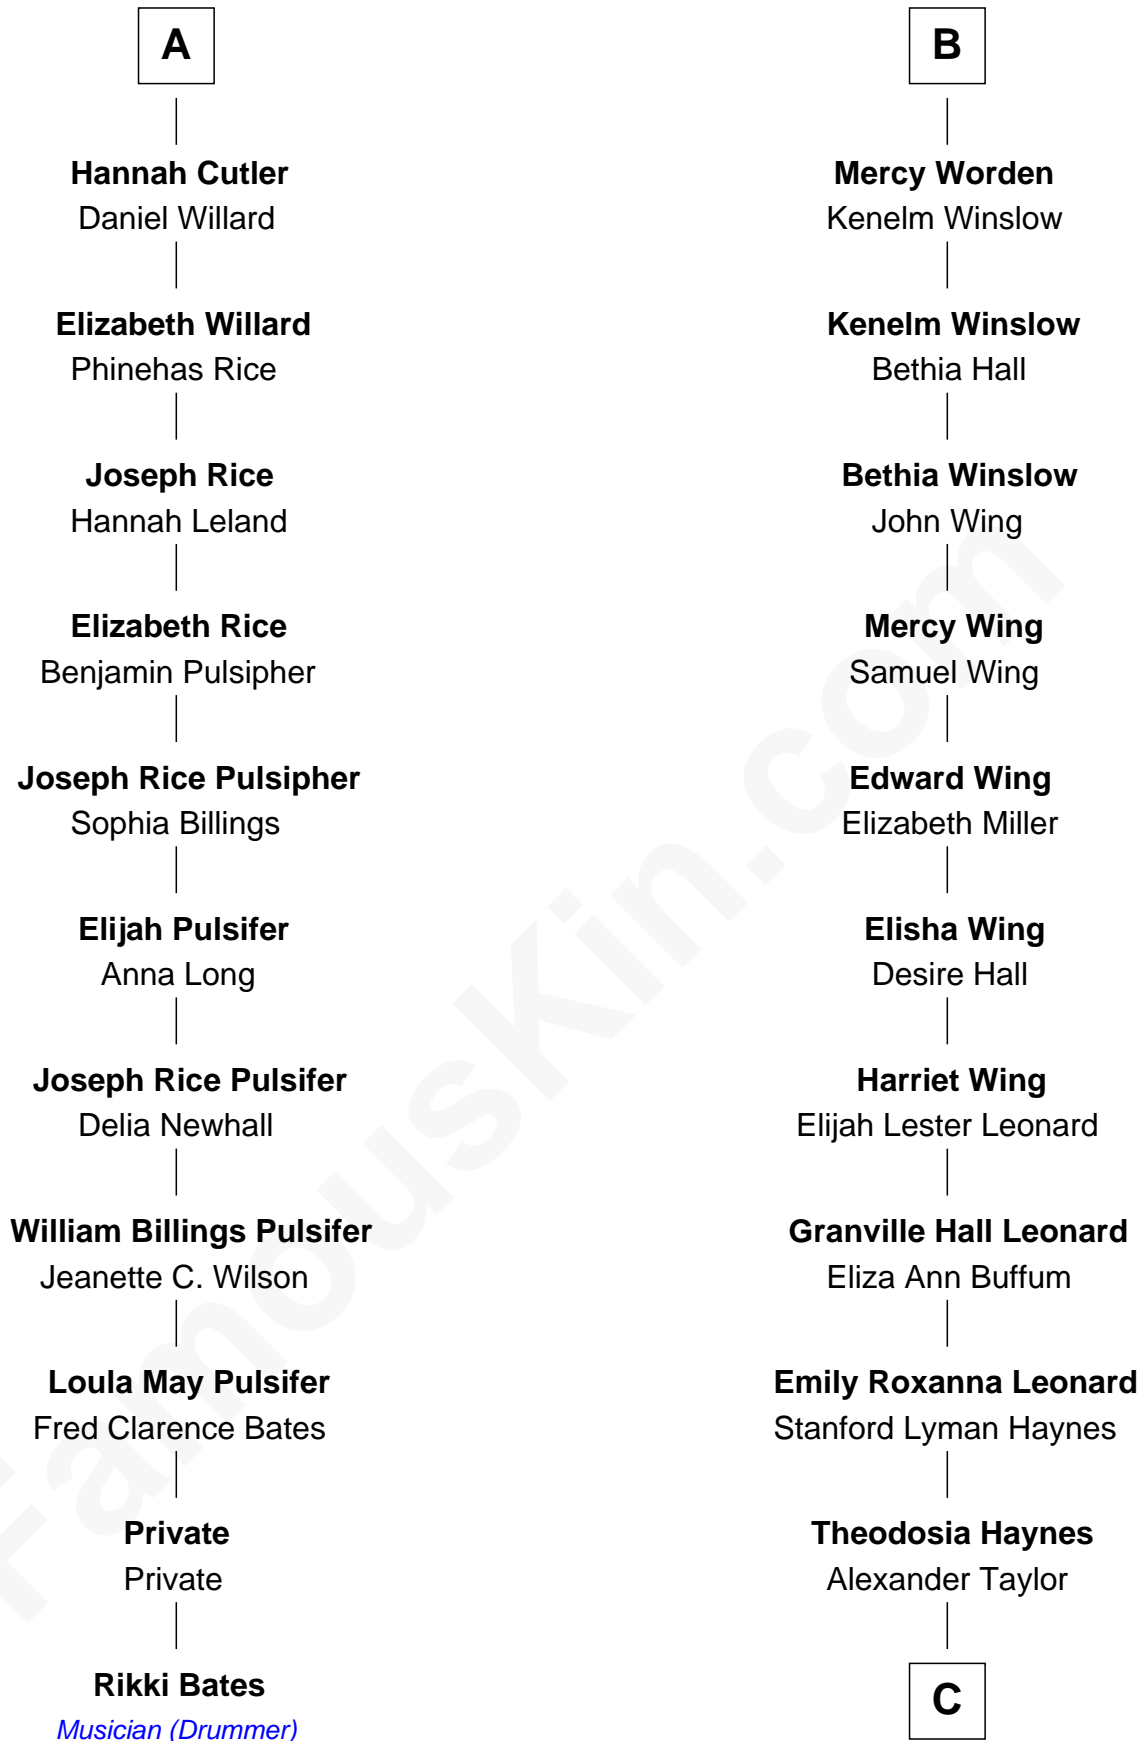 A
Hannah Cutler
Daniel Willard
Elizabeth Willard
Phinehas Rice
Joseph Rice
Hannah Leland
Elizabeth Rice
Benjamin Pulsipher
Joseph Rice Pulsipher
Sophia Billings
Elijah Pulsifer
Anna Long
Joseph Rice Pulsifer
Delia Newhall
William Billings Pulsifer
Jeanette C. Wilson
Loula May Pulsifer
Fred Clarence Bates
Private
Private
Rikki Bates
Musician (Drummer)
B
Mercy Worden
Kenelm Winslow
Kenelm Winslow
Bethia Hall
Bethia Winslow
John Wing
Mercy Wing
Samuel Wing
Edward Wing
Elizabeth Miller
Elisha Wing
Desire Hall
Harriet Wing
Elijah Lester Leonard
Granville Hall Leonard
Eliza Ann Buffum
Emily Roxanna Leonard
Stanford Lyman Haynes
Theodosia Haynes
Alexander Taylor
C
FamousKin.com